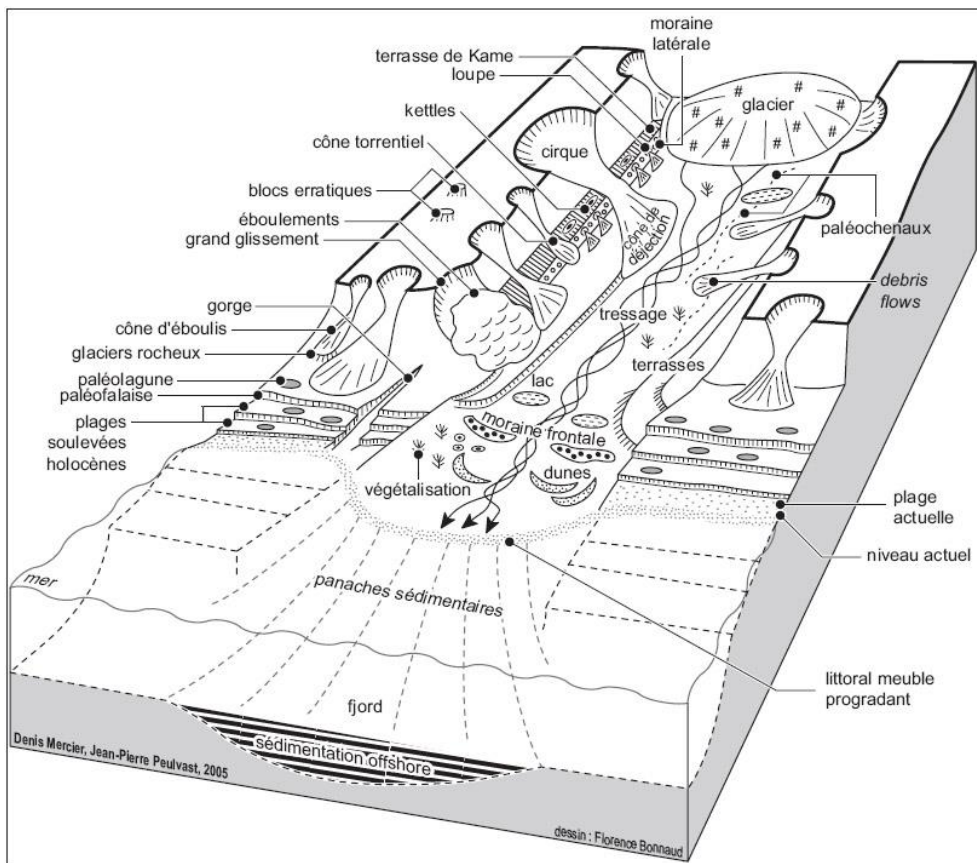 moraine
latérale
terrasse de Kame
loupe
glacier
kettles
cône torrentiel
cirque
blocs erratiques
éboulements
grand glissement
cône de
déjection
paléochenaux
gorge
debris
flows
tressage
cône d'éboulis
glaciers rocheux
terrasses
paléolagune
paléofalaise
lac
plages
soulevées
holocènes
moraine frontale
dunes
végétalisation
plage
actuelle
niveau actuel
mer
panaches sédimentaires
littoral meuble
progradant
fjord
sédimentation offshore
Denis Mercier, Jean-Pierre Peulvast, 2005
dessin : Florence Bonnaud